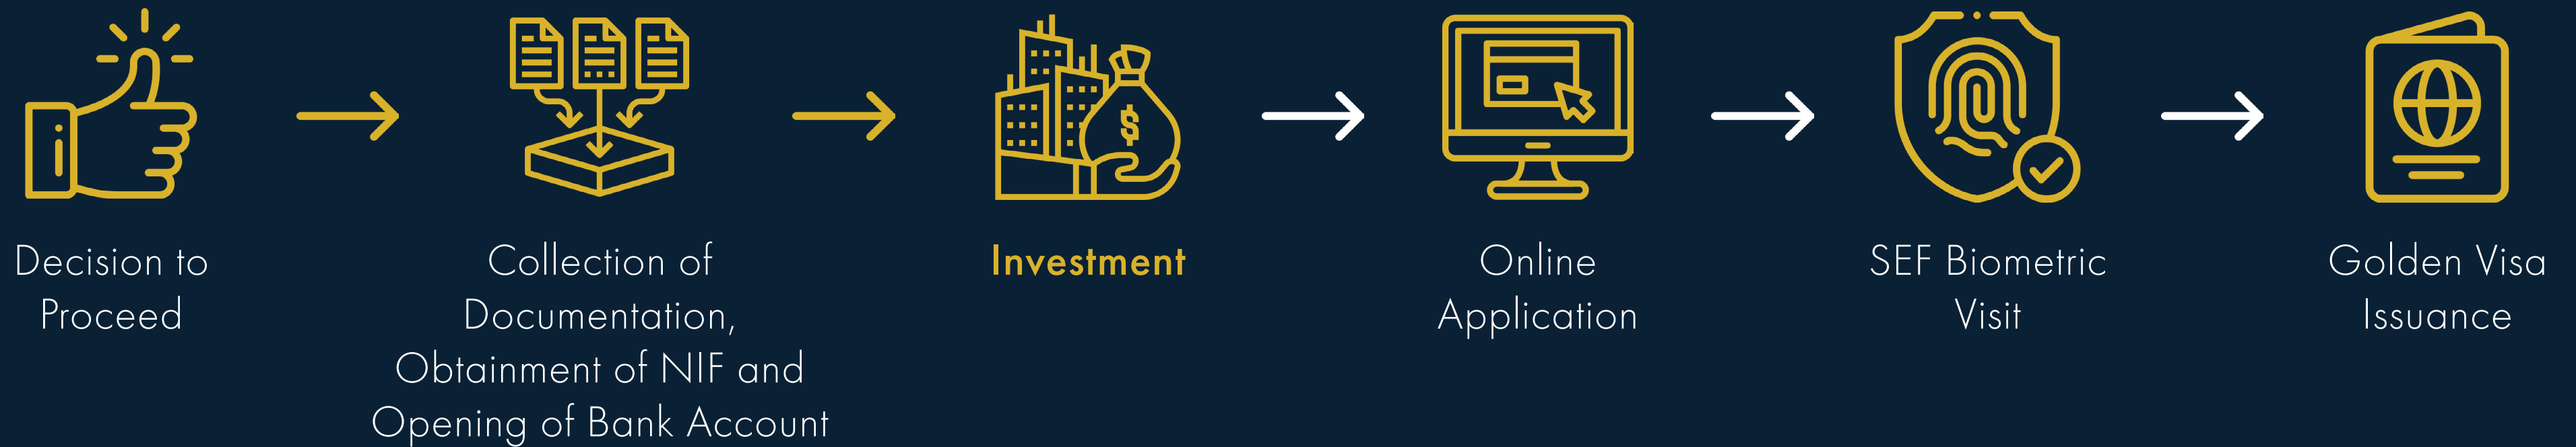 Decision to
Proceed
Collection of
Documentation,
Obtainment of NIF and
Opening of Bank Account
$
Investment
Online
Application
SEF Biometric
Visit
Golden Visa
Issuance